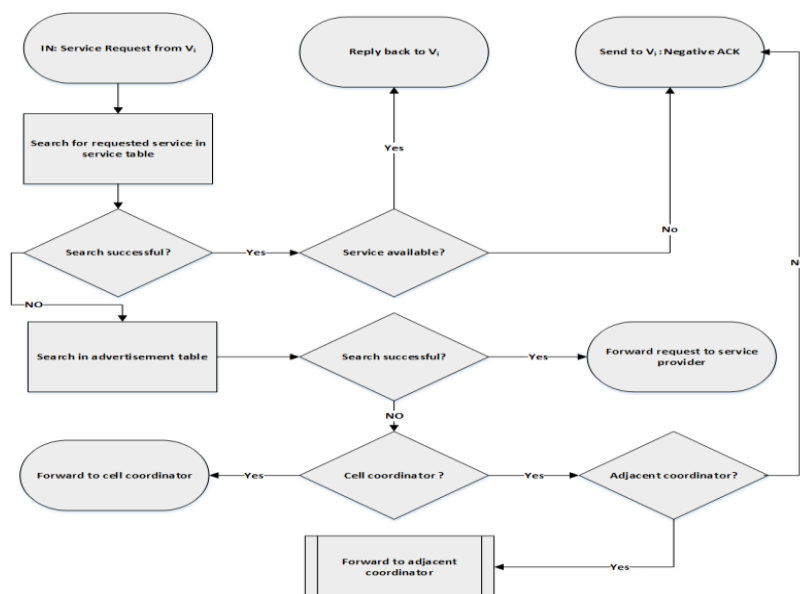 IN: Service Request from Vi
Reply back to Vi
Send to Vi : Negative ACK
Search for requested service in
service table
Yes
Search successful?
Yes
Service available?
No
NO
Search in advertisement table
Search successful?
Yes
Forward request to service
provider
NO
Forward to cell coordinator
Yes
Cell coordinator ?
Yes
Adjacent coordinator?
Forward to adjacent
coordinator
Yes